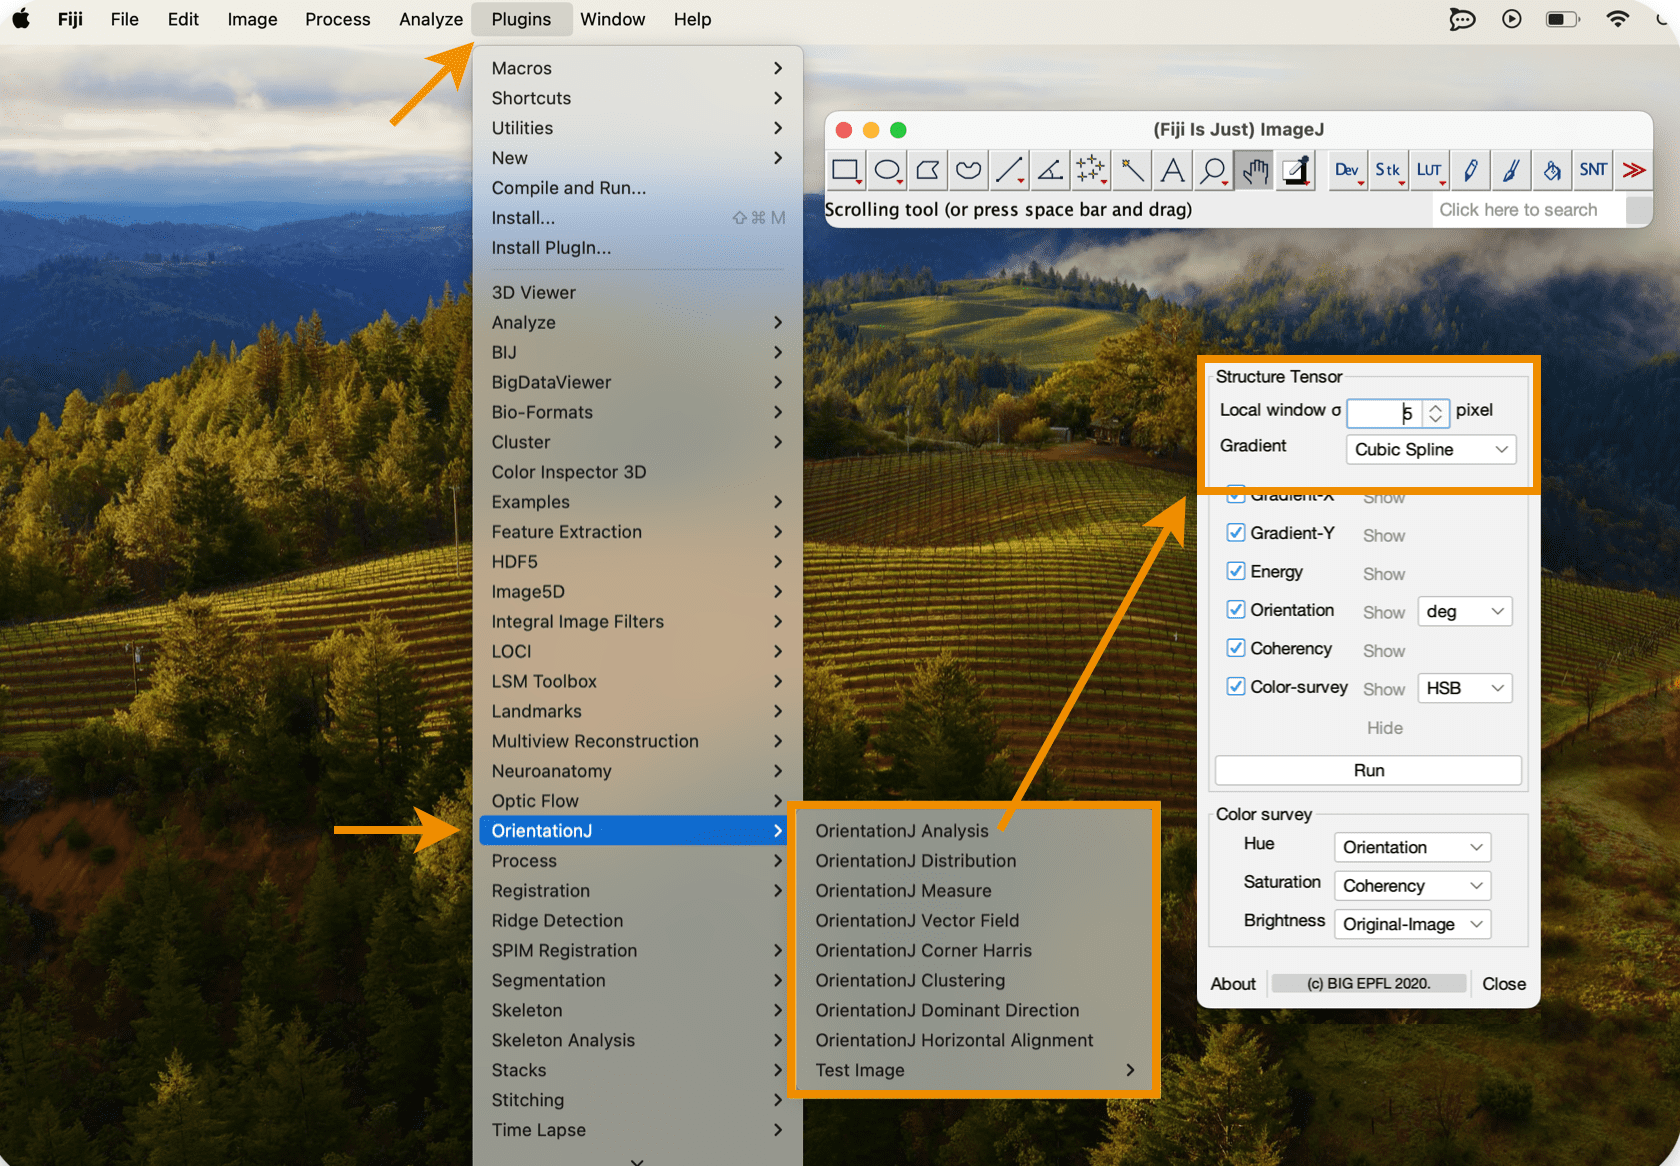 Fiji File Edit Image Process Analyze Plugins Window Help
Macros
Shortcuts
Utilities
New
Compile and Run...
Install... ⇧⌘M
Install PlugIn...
3D Viewer
Analyze
BIJ
BigDataViewer
Bio-Formats
Cluster
Color Inspector 3D
Examples
Feature Extraction
HDF5
Image5D
Integral Image Filters
LOCI
LSM Toolbox
Landmarks
Multiview Reconstruction
Neuroanatomy
Optic Flow
OrientationJ
Process
Registration
Ridge Detection
SPIM Registration
Segmentation
Skeleton
Skeleton Analysis
Stacks
Stitching
Time Lapse
OrientationJ Analysis
OrientationJ Distribution
OrientationJ Measure
OrientationJ Vector Field
OrientationJ Corner Harris
OrientationJ Clustering
OrientationJ Dominant Direction
OrientationJ Horizontal Alignment
Test Image
(Fiji Is Just) ImageJ
A Dev Stk LUT SNT
Scrolling tool (or press space bar and drag) Click here to search
Structure Tensor
Local window σ 5 pixel
Gradient Cubic Spline
Gradient-X Show
Gradient-Y Show
Energy Show
Orientation Show deg
Coherency Show
Color-survey Show HSB
Hide
Run
Color survey
Hue Orientation
Saturation Coherency
Brightness Original-Image
About (c) BIG EPFL 2020. Close